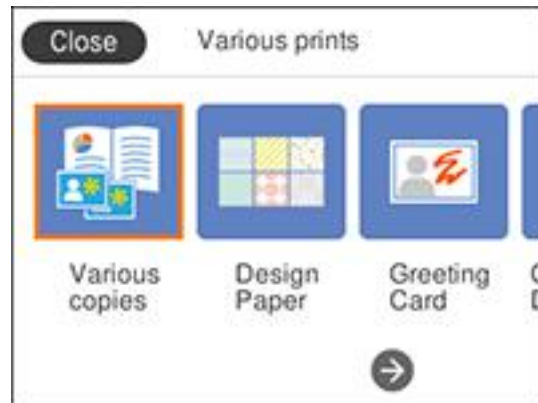 Close
Various prints
Various
copies
Design
Paper
Greeting
Card